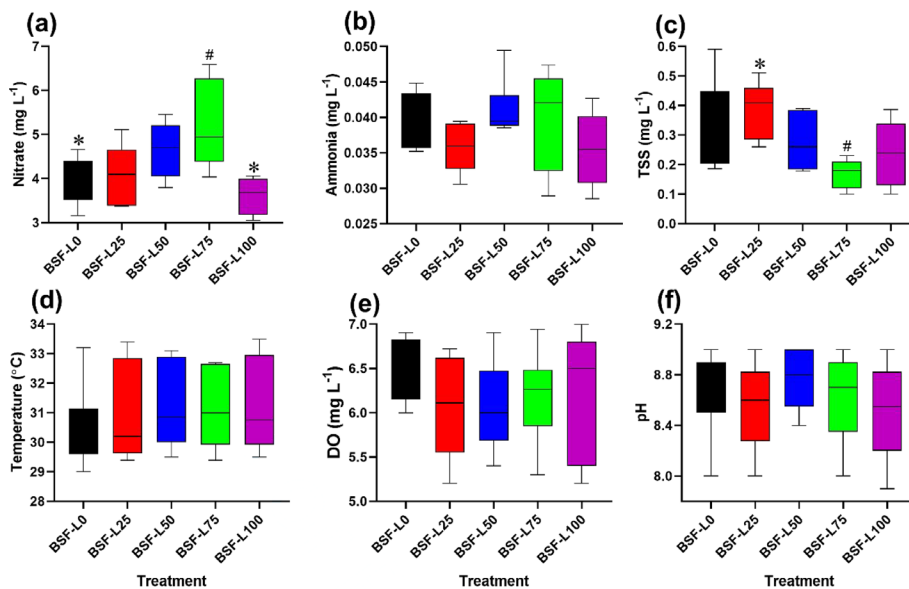 (a)
Nitrate (mg L⁻¹)
7
6
5
4
3
*
#
*
BSF-L0
BSF-L25
BSF-L50
BSF-L75
BSF-L100
(b)
Ammonia (mg L⁻¹)
0.050
0.045
0.040
0.035
0.030
0.025
BSF-L0
BSF-L25
BSF-L50
BSF-L75
BSF-L100
(c)
TSS (mg L⁻¹)
0.6
0.5
0.4
0.3
0.2
0.1
0.0
*
#
BSF-L0
BSF-L25
BSF-L50
BSF-L75
BSF-L100
(d)
Temperature (°C)
34
33
32
31
30
29
28
BSF-L0
BSF-L25
BSF-L50
BSF-L75
BSF-L100
Treatment
(e)
DO (mg L⁻¹)
7.0
6.5
6.0
5.5
5.0
BSF-L0
BSF-L25
BSF-L50
BSF-L75
BSF-L100
Treatment
(f)
pH
9.2
8.8
8.4
8.0
BSF-L0
BSF-L25
BSF-L50
BSF-L75
BSF-L100
Treatment